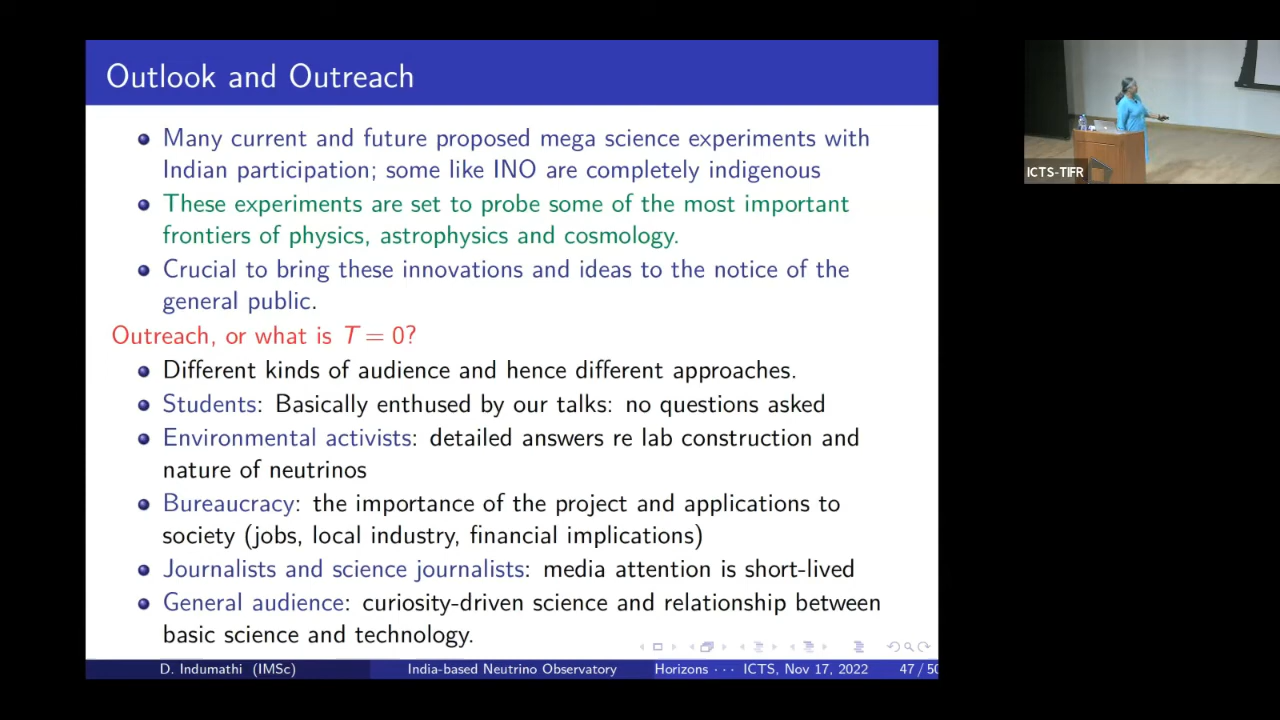 Outlook and Outreach
Many current and future proposed mega science experiments with
Indian participation; some like INO are completely indigenous
These experiments are set to probe some of the most important
frontiers of physics, astrophysics and cosmology.
Crucial to bring these innovations and ideas to the notice of the
general public.
Outreach, or what is T = 0?
Different kinds of audience and hence different approaches.
Students: Basically enthused by our talks: no questions asked
Environmental activists: detailed answers re lab construction and
nature of neutrinos
Bureaucracy: the importance of the project and applications to
society (jobs, local industry, financial implications)
Journalists and science journalists: media attention is short-lived
General audience: curiosity-driven science and relationship between
basic science and technology.
D. Indumathi (IMSc) India-based Neutrino Observatory Horizons · · · ICTS, Nov 17, 2022 47 / 50
ICTS-TIFR